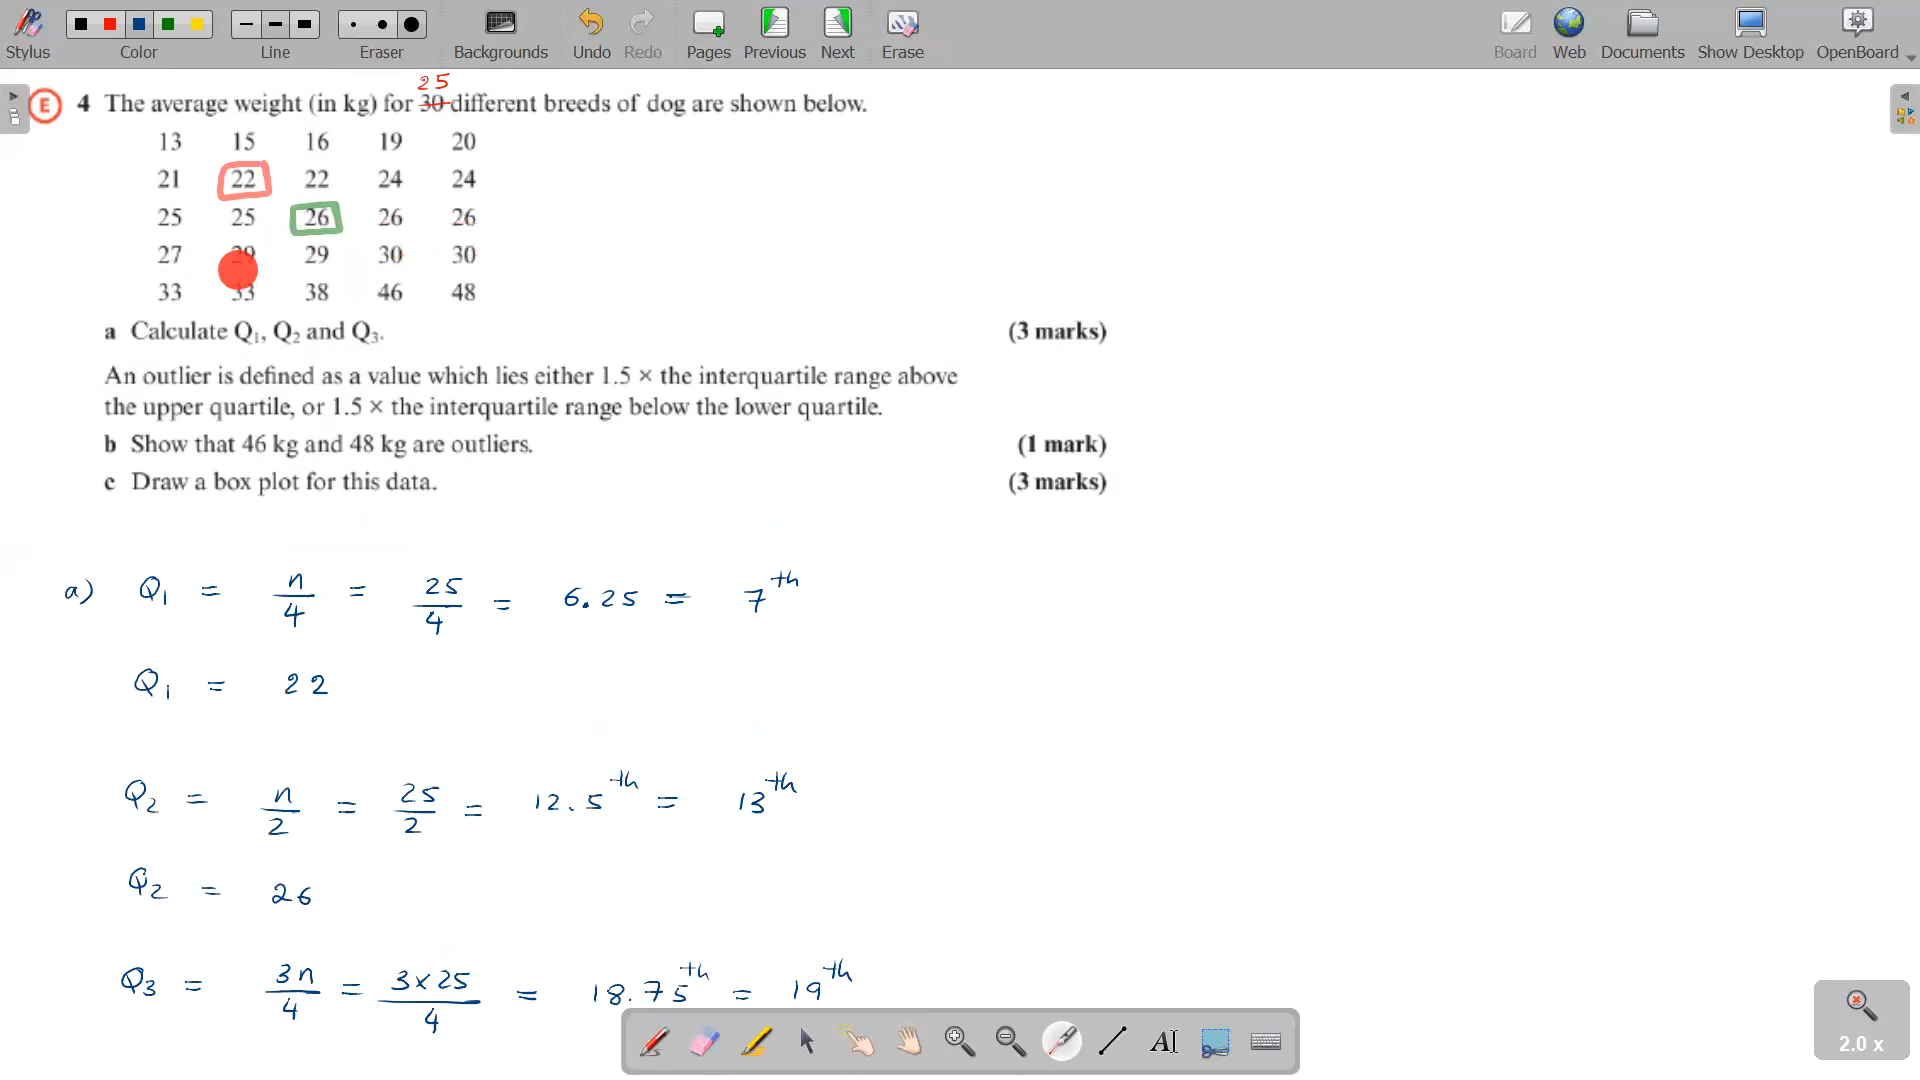 Stylus Color Line Eraser Backgrounds Undo Redo Pages Previous Next Erase Board Web Documents Show Desktop OpenBoard
25
E 4 The average weight (in kg) for 30 different breeds of dog are shown below.
13 15 16 19 20
21 22 22 24 24
25 25 26 26 26
27 29 29 30 30
33 33 38 46 48
a Calculate Q₁, Q₂ and Q₃. (3 marks)
An outlier is defined as a value which lies either 1.5 × the interquartile range above
the upper quartile, or 1.5 × the interquartile range below the lower quartile.
b Show that 46 kg and 48 kg are outliers. (1 mark)
c Draw a box plot for this data. (3 marks)
a) Q₁ = n/4 = 25/4 = 6.25 = 7th
Q₁ = 22
Q₂ = n/2 = 25/2 = 12.5th = 13th
Q₂ = 26
Q₃ = 3n/4 = 3×25/4 = 18.75th = 19th
2.0 x